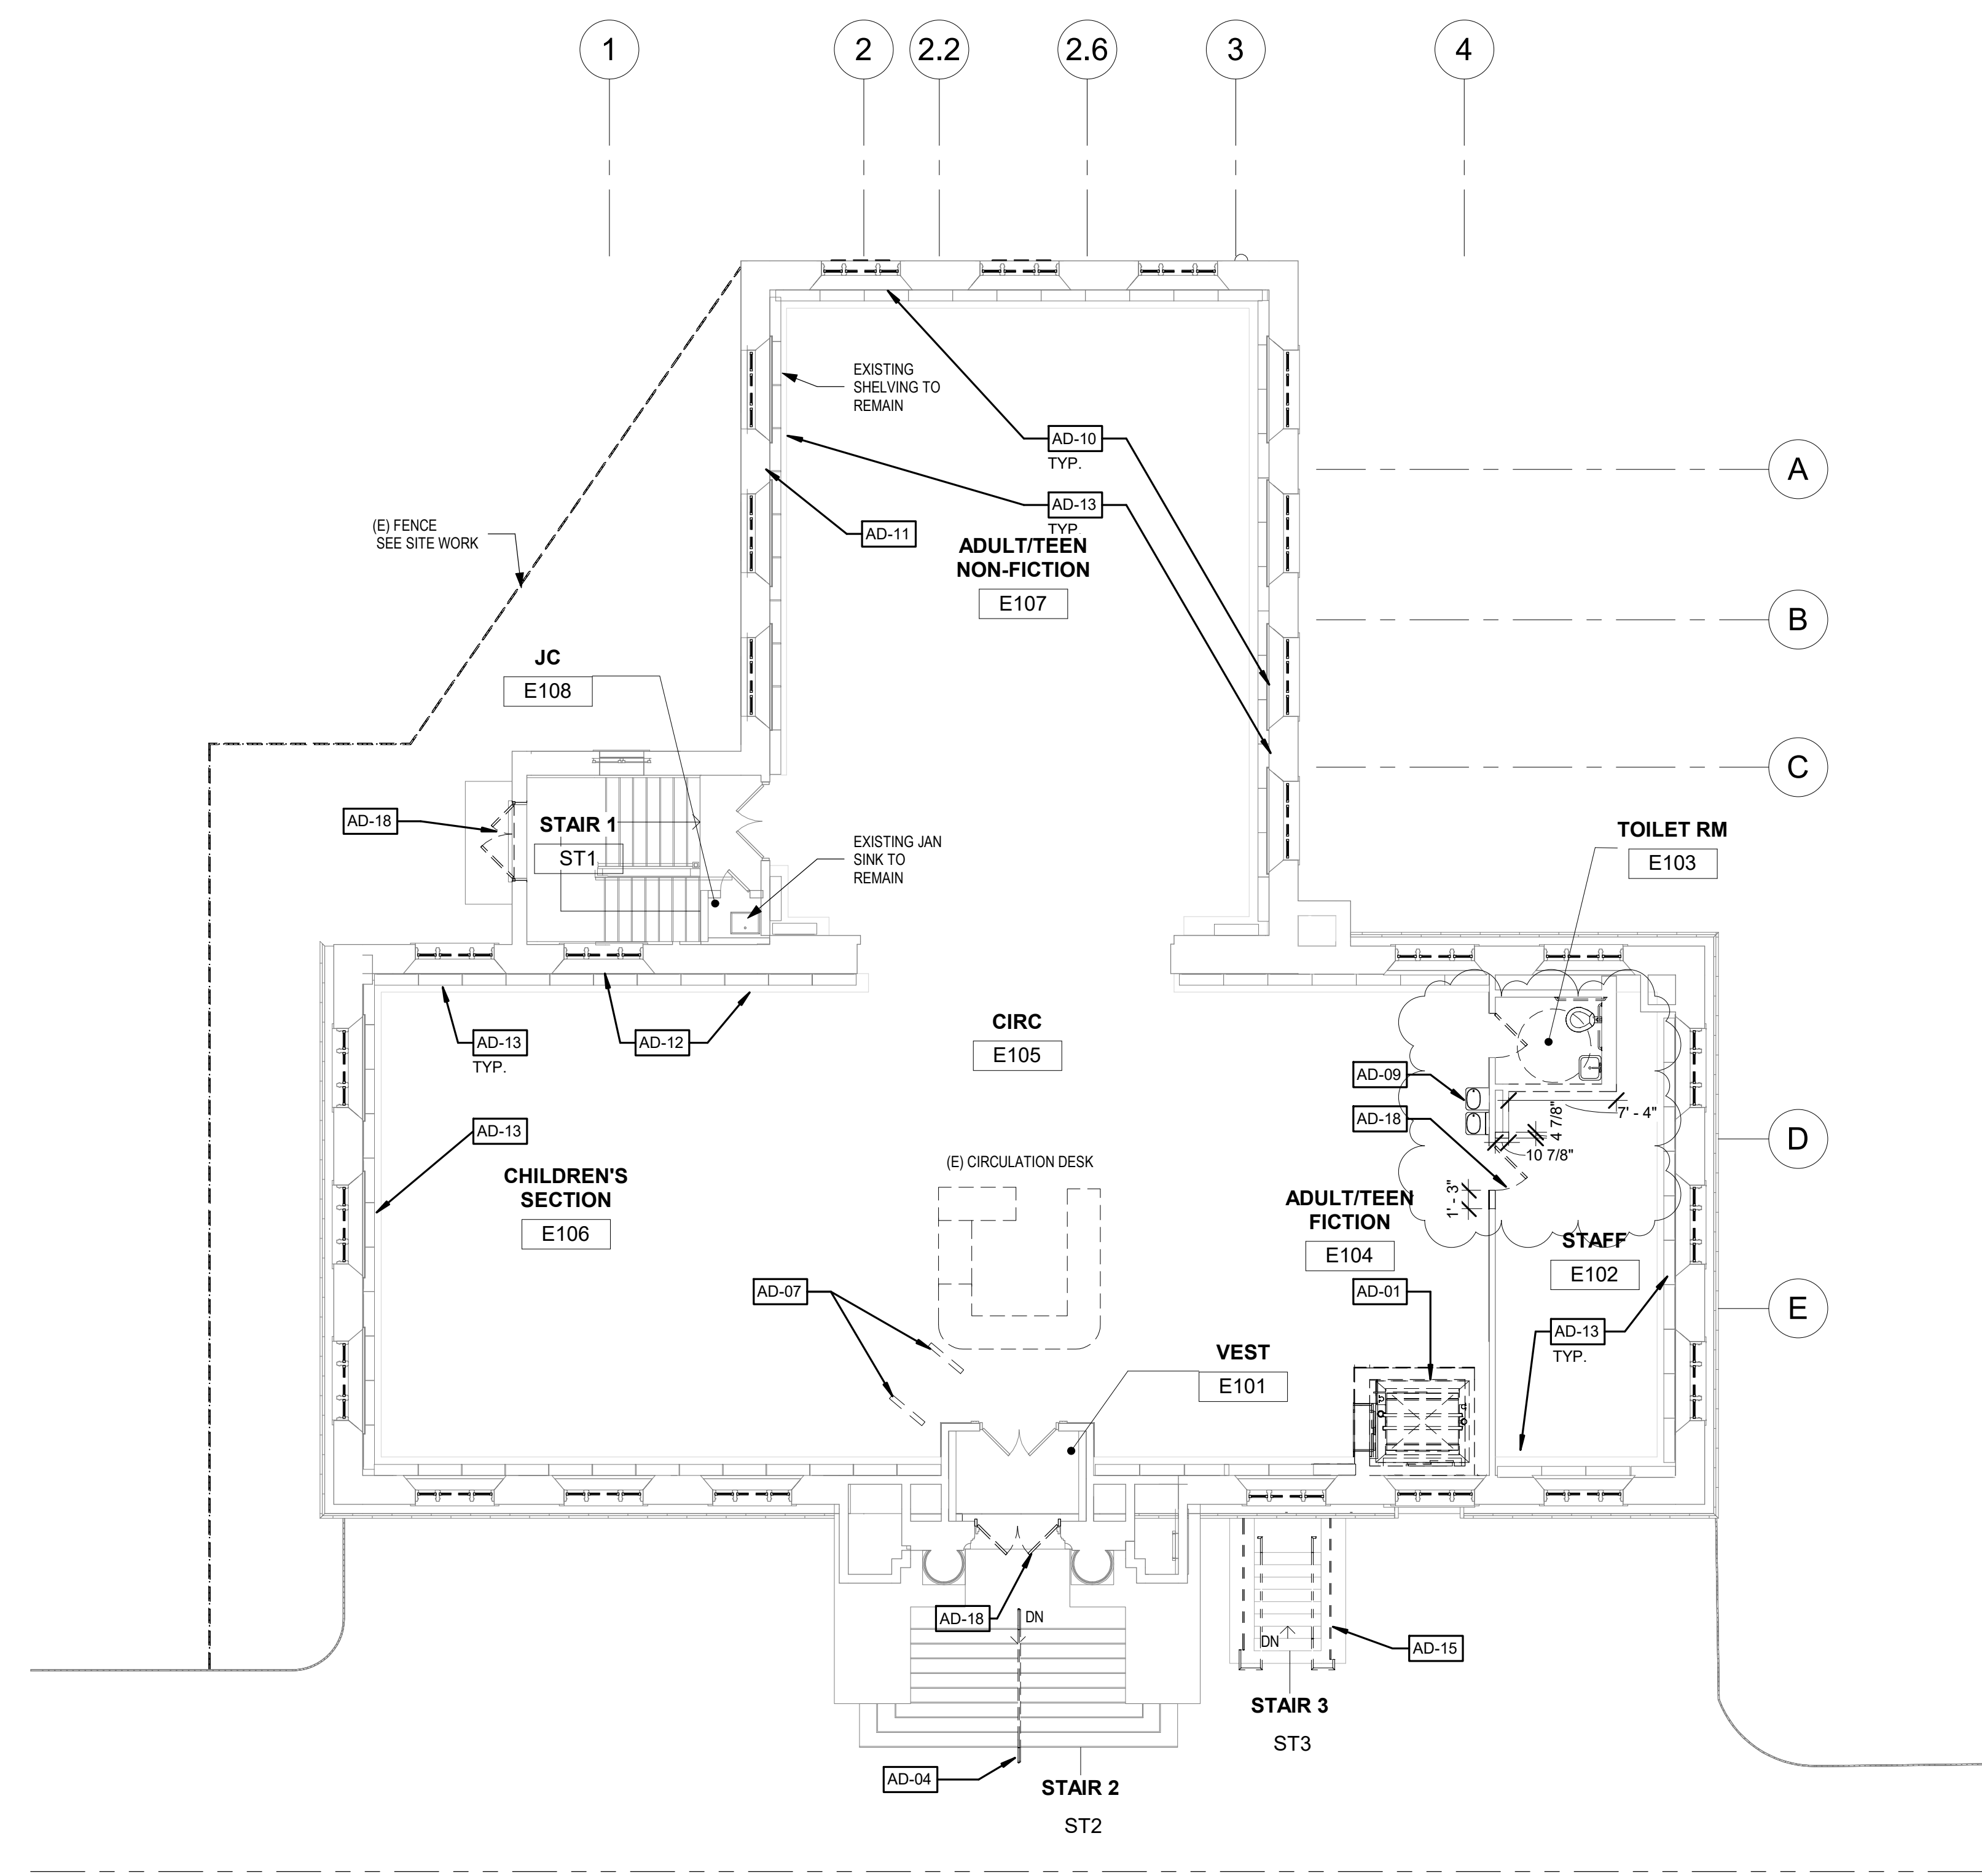 1
2
2.2
2.6
3
4
EXISTING
SHELVING TO
REMAIN
AD-10
TYP.
A
AD-13
TYP
AD-11
(E) FENCE
SEE SITE WORK
ADULT/TEEN
NON-FICTION
E107
B
JC
E108
C
AD-18
STAIR 1
ST1
EXISTING JAN
SINK TO
REMAIN
TOILET RM
E103
AD-13
TYP.
AD-12
CIRC
E105
AD-09
AD-18
7' - 4"
4 7/8"
10 7/8"
1' - 3"
D
AD-13
CHILDREN'S
SECTION
E106
(E) CIRCULATION DESK
ADULT/TEEN
FICTION
E104
STAFF
E102
AD-07
AD-01
E
AD-13
TYP.
VEST
E101
AD-18
DN
DN
AD-15
STAIR 3
ST3
AD-04
STAIR 2
ST2